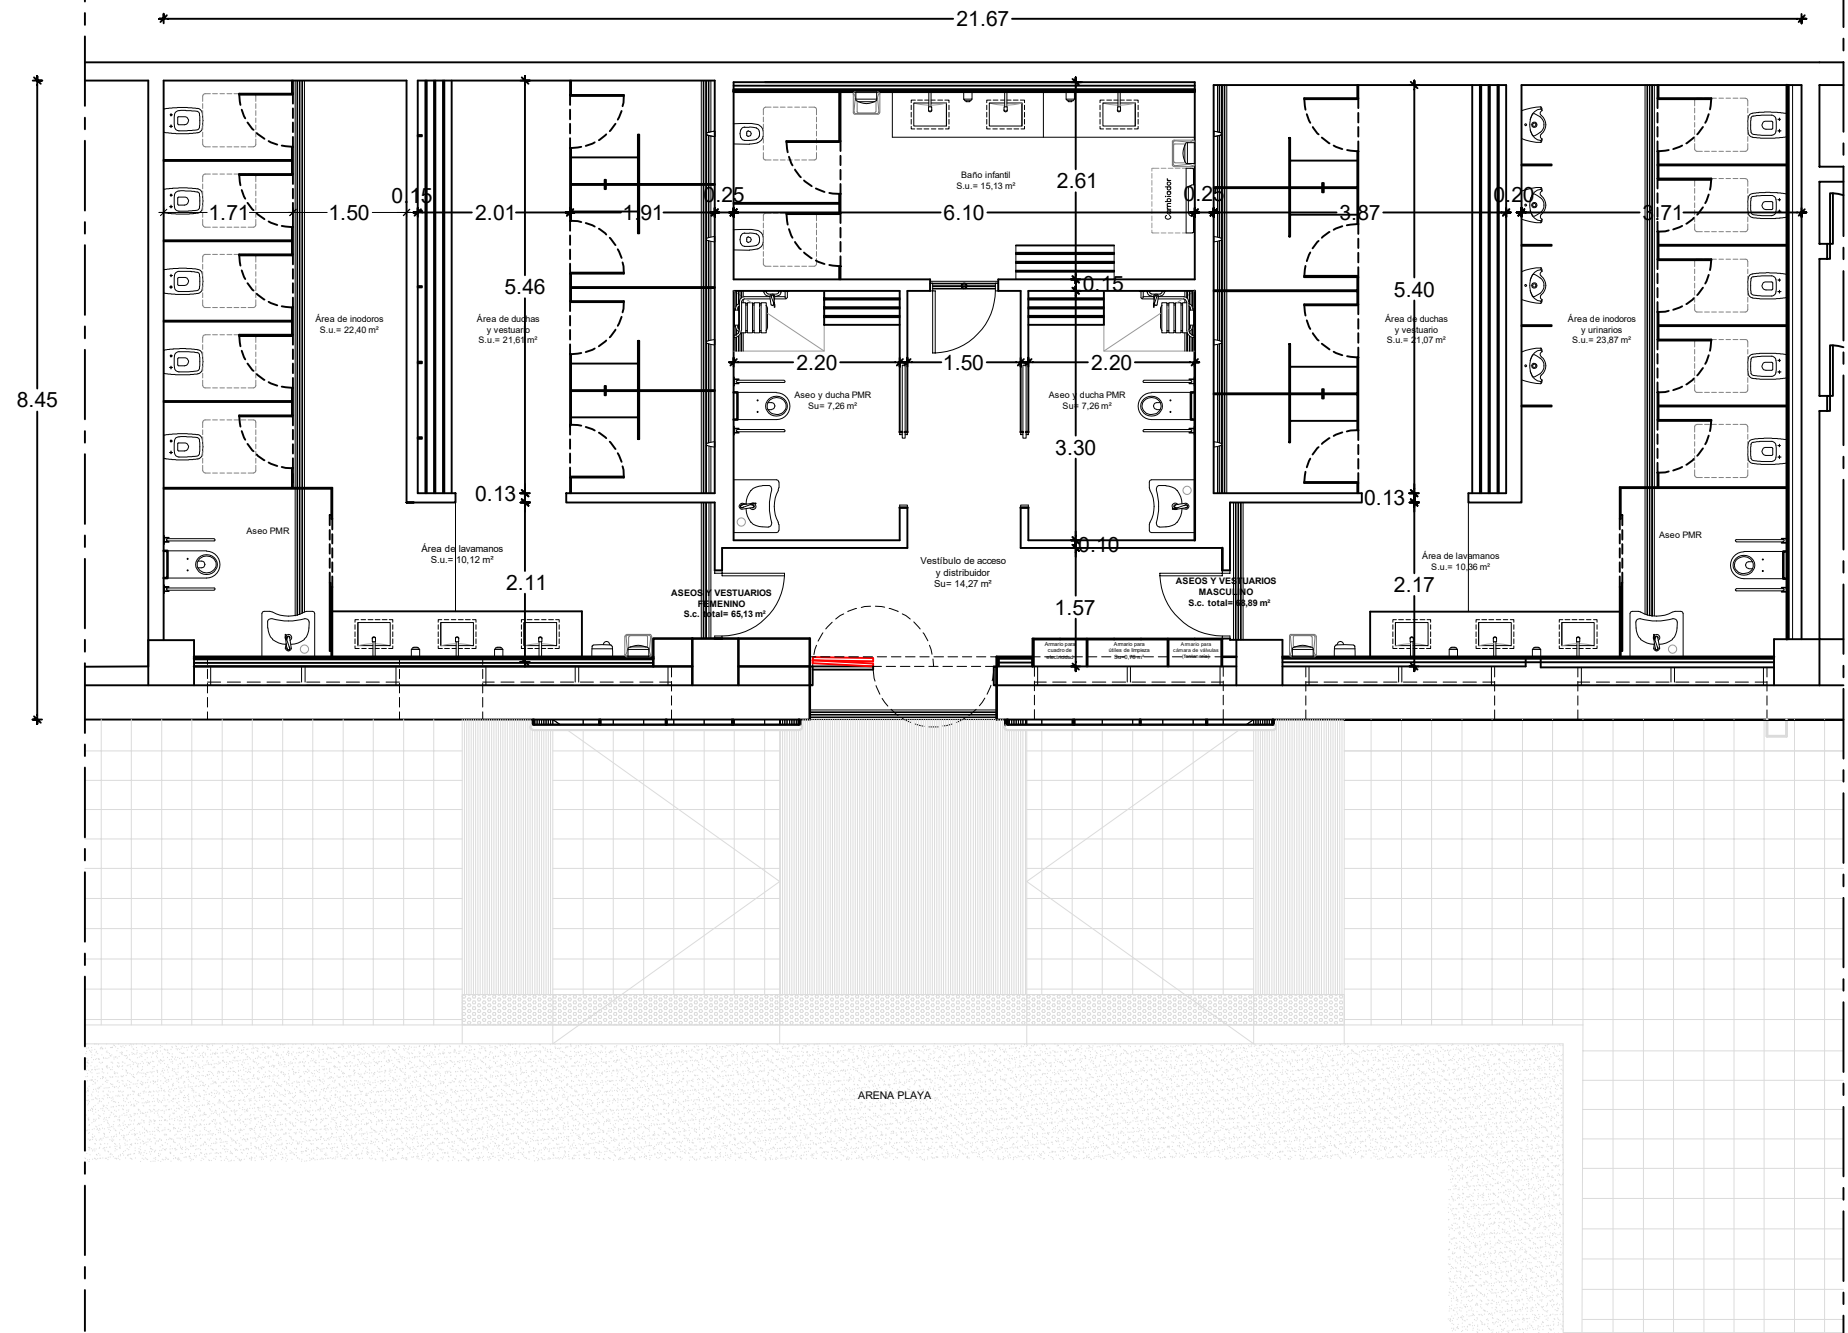 21.67
8.45
0.15
0.25
0.25
0.20
1.71
1.50
2.01
1.91
6.10
3.87
3.71
Baño infantil
S.u.= 15,13 m²
2.61
Cambiador
5.46
0.15
5.40
Área de inodoros
S.u.= 22,40 m²
Área de duchas
y vestuario
S.u.= 21,61 m²
Área de duchas
y vestuario
S.u.= 21,07 m²
Área de inodoros
y urinarios
S.u.= 23,87 m²
2.20
1.50
2.20
Aseo y ducha PMR
Su= 7,26 m²
Aseo y ducha PMR
Su= 7,26 m²
3.30
0.13
0.13
Aseo PMR
Área de lavamanos
S.u.= 10,12 m²
2.11
0.10
Vestíbulo de acceso
y distribuidor
Su= 14,27 m²
1.57
ASEOS Y VESTUARIOS
FEMENINO
S.c. total= 65,13 m²
ASEOS Y VESTUARIOS
MASCULINO
S.c. total= 68,89 m²
Área de lavamanos
S.u.= 10,36 m²
2.17
Aseo PMR
Armario para
cuadro de
Armario para
útiles de limpieza
Armario para
cámara de válvulas
ARENA PLAYA